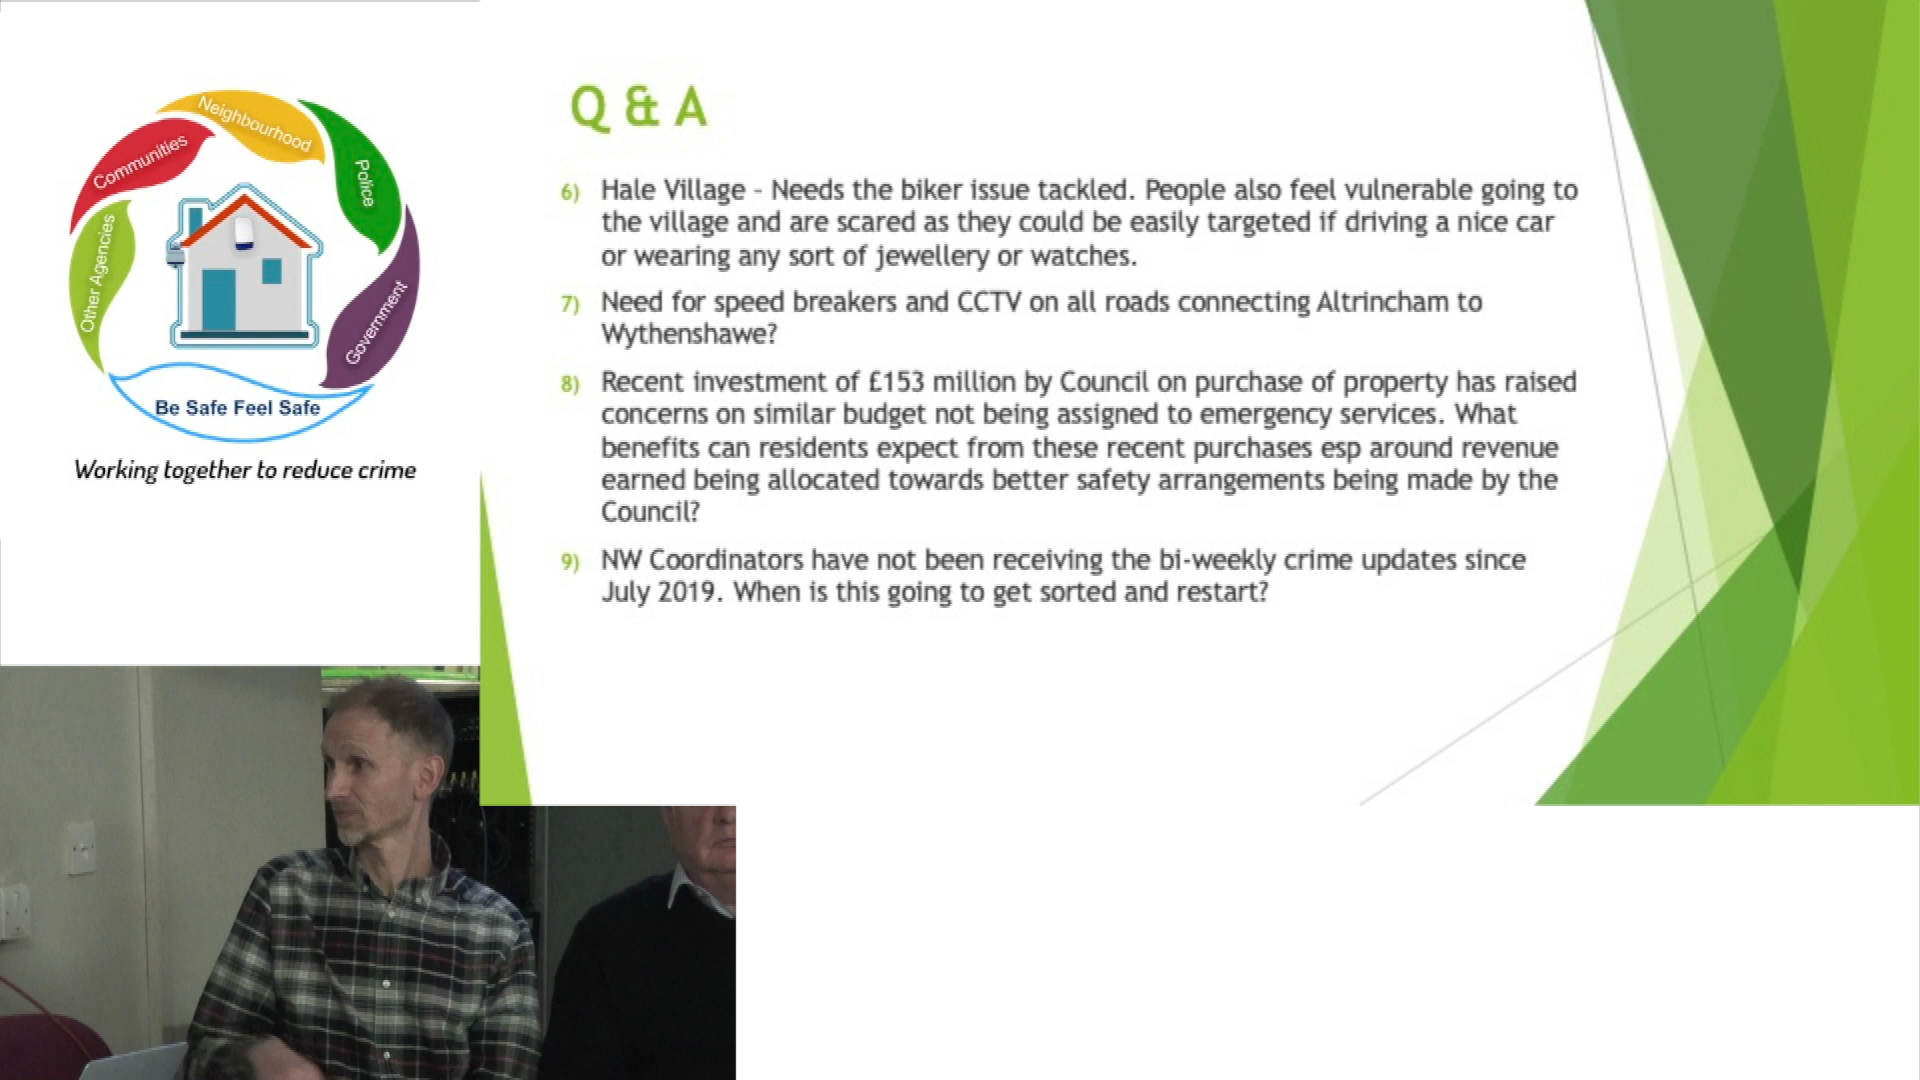 Neighbourhood
Communities
Police
Other Agencies
Government
Be Safe Feel Safe
Working together to reduce crime
Q & A
6) Hale Village - Needs the biker issue tackled. People also feel vulnerable going to
the village and are scared as they could be easily targeted if driving a nice car
or wearing any sort of jewellery or watches.
7) Need for speed breakers and CCTV on all roads connecting Altrincham to
Wythenshawe?
8) Recent investment of £153 million by Council on purchase of property has raised
concerns on similar budget not being assigned to emergency services. What
benefits can residents expect from these recent purchases esp around revenue
earned being allocated towards better safety arrangements being made by the
Council?
9) NW Coordinators have not been receiving the bi-weekly crime updates since
July 2019. When is this going to get sorted and restart?